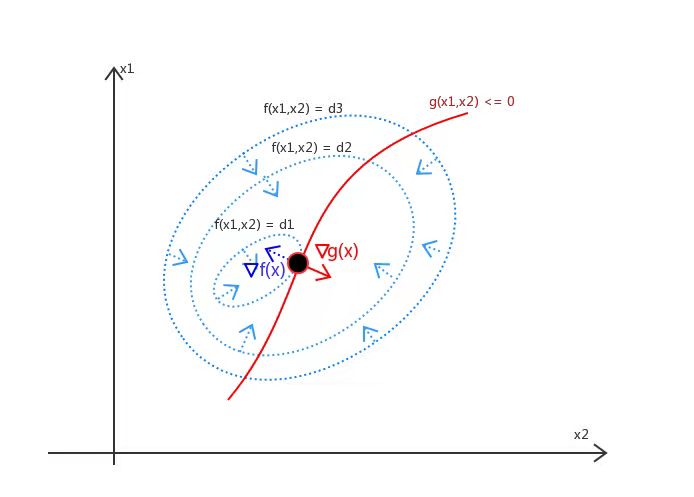 x1
g(x1,x2) <= 0
f(x1,x2) = d3
f(x1,x2) = d2
f(x1,x2) = d1
∇g(x)
∇f(x)
x2